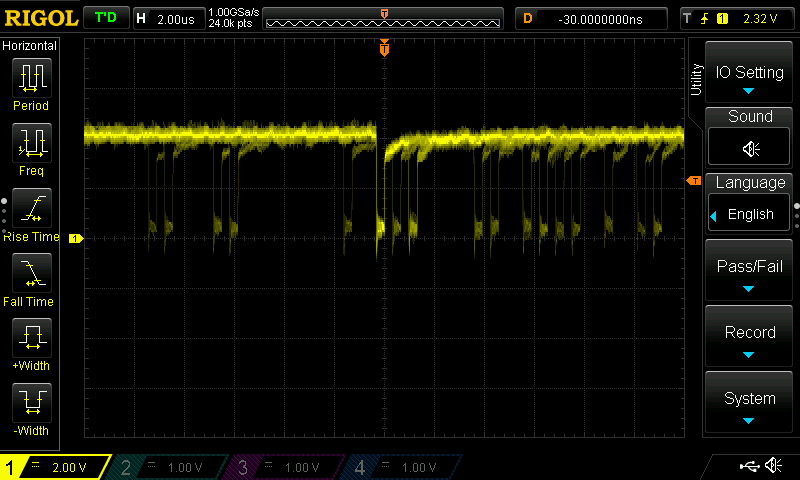 RIGOL T'D H 2.00us 1.00GSa/s 24.0k pts T D -30.0000000ns T 1 2.32 V
Horizontal
Period
Freq
Rise Time
Fall Time
+Width
-Width
T
T
1
Utility
IO Setting
Sound
Language
English
Pass/Fail
Record
System
1 2.00 V 2 1.00 V 3 1.00 V 4 1.00 V